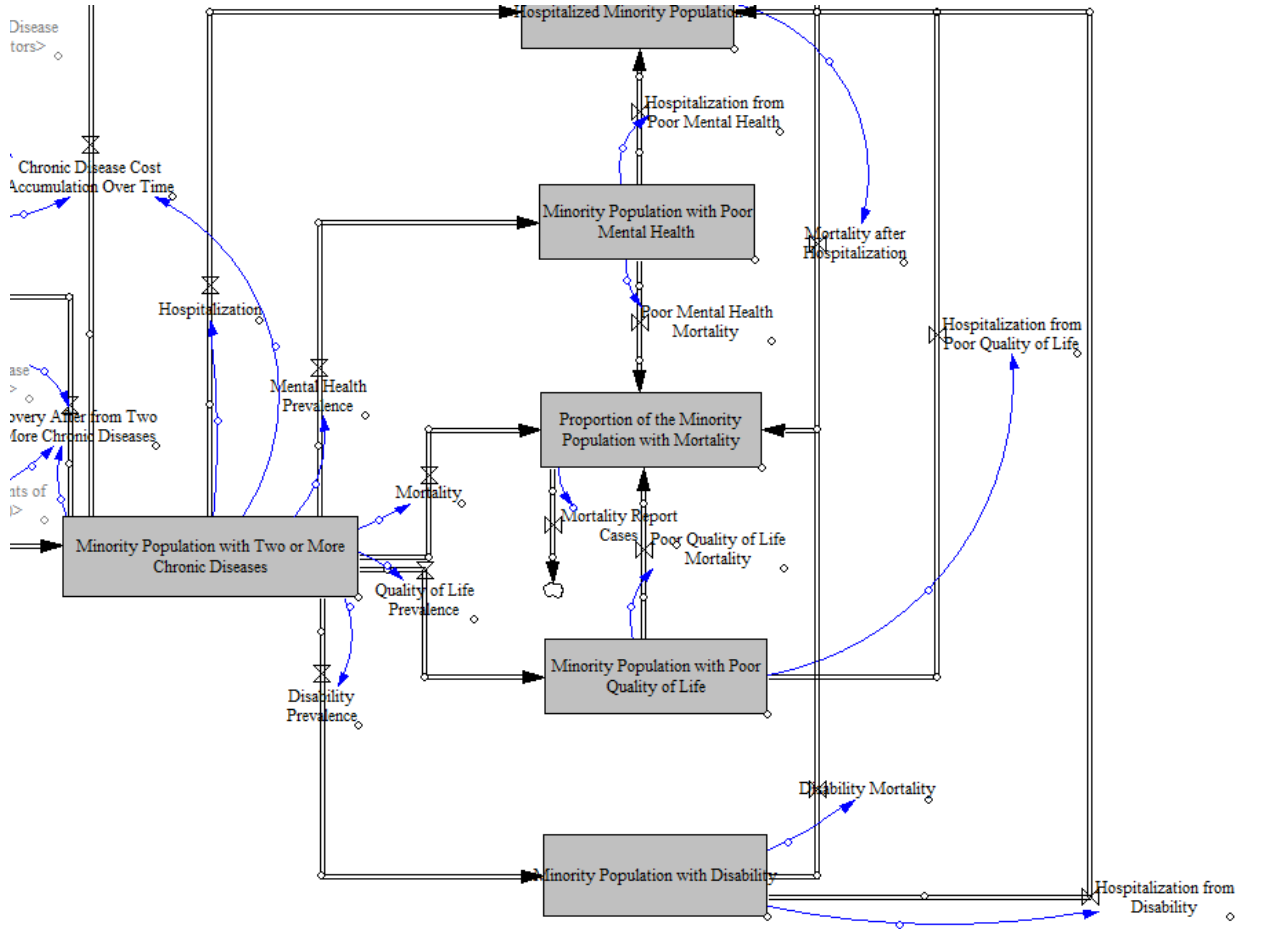 Disease
tors>
Hospitalized Minority Population
Hospitalization from
Poor Mental Health
Chronic Disease Cost
Accumulation Over Time
Minority Population with Poor
Mental Health
Mortality after
Hospitalization
Hospitalization
Poor Mental Health
Mortality
Hospitalization from
Poor Quality of Life
ase
>
Mental Health
Prevalence
overy After from Two
More Chronic Diseases
Proportion of the Minority
Population with Mortality
nts of
)>
Mortality
Mortality Report
Cases
Poor Quality of Life
Mortality
Minority Population with Two or More
Chronic Diseases
Quality of Life
Prevalence
Minority Population with Poor
Quality of Life
Disability
Prevalence
Disability Mortality
Minority Population with Disability
Hospitalization from
Disability